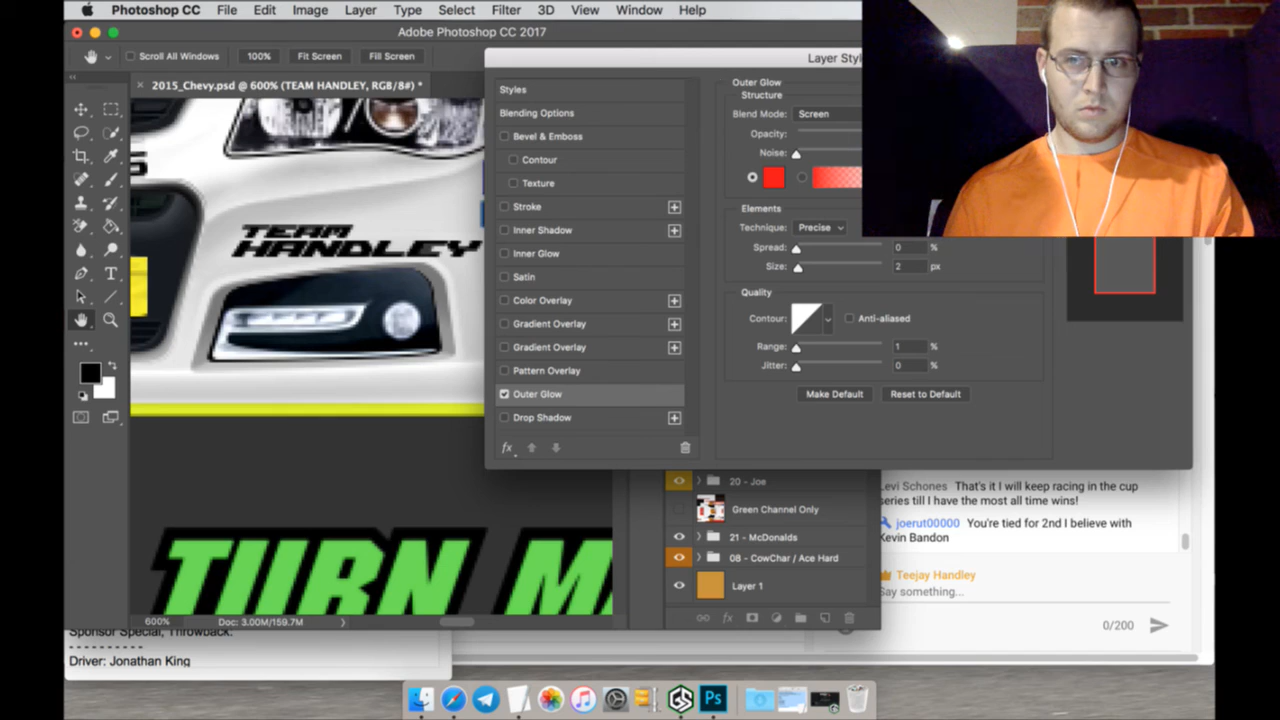 Photoshop CC File Edit Image Layer Type Select Filter 3D View Window Help
Adobe Photoshop CC 2017
Scroll All Windows 100% Fit Screen Fill Screen
2015_Chevy.psd @ 600% (TEAM HANDLEY, RGB/8#) *
TEAM
HANDLEY
TURN
600% Doc: 3.00M/159.7M
Styles
Blending Options
Bevel & Emboss
Contour
Texture
Stroke
Inner Shadow
Inner Glow
Satin
Color Overlay
Gradient Overlay
Gradient Overlay
Pattern Overlay
Outer Glow
Drop Shadow
fx
Outer Glow
Structure
Blend Mode: Screen
Opacity:
Noise:
Elements
Technique: Precise
Spread: 0 %
Size: 2 px
Quality
Contour: Anti-aliased
Range: 1 %
Jitter: 0 %
Make Default Reset to Default
20 - Joe
Green Channel Only
21 - McDonalds
08 - CowChar / Ace Hard
Layer 1
fx
Levi Schones That's it I will keep racing in the cup
series till I have the most all time wins!
joerut00000 You're tied for 2nd I believe with
Kevin Bandon
Teejay Handley
Say something...
0/200
Sponsor Special, Throwback.
----------
Driver: Jonathan King
GS
Ps